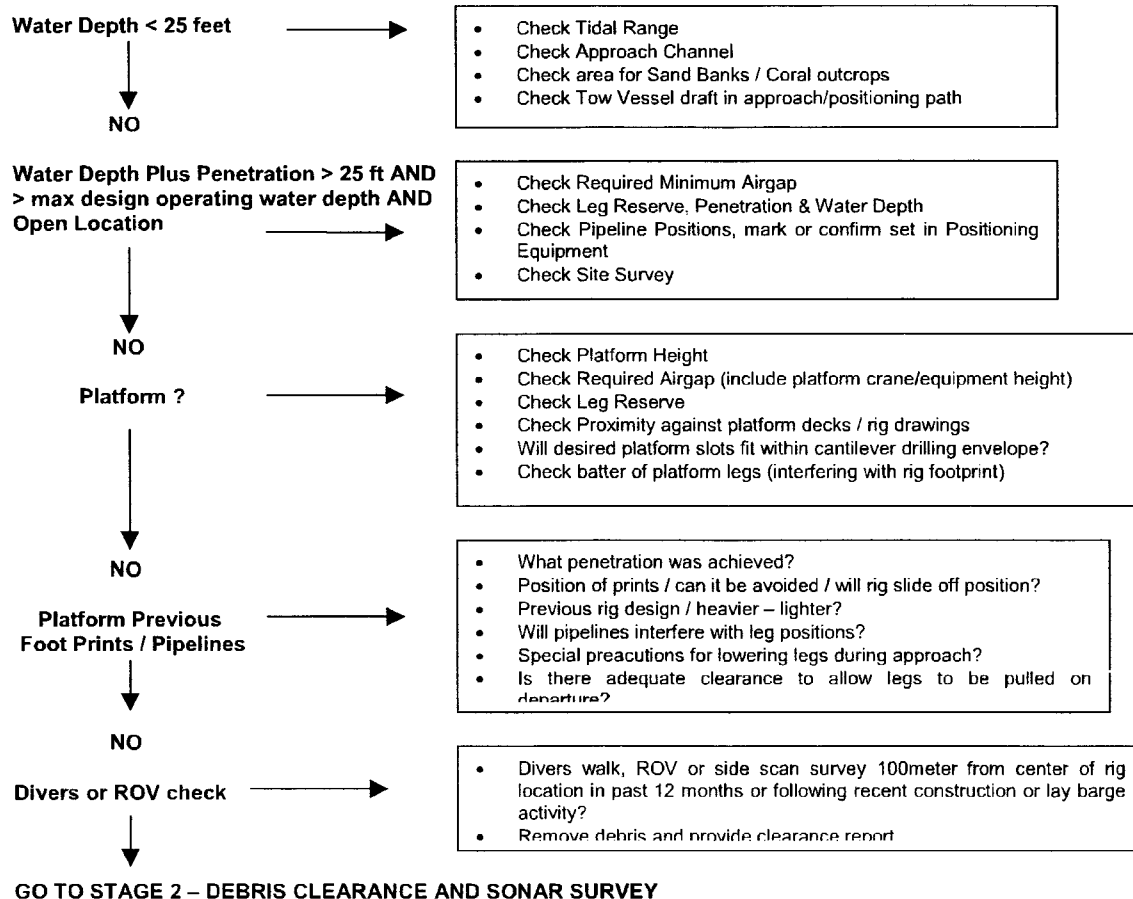 Water Depth < 25 feet
• Check Tidal Range
• Check Approach Channel
• Check area for Sand Banks / Coral outcrops
• Check Tow Vessel draft in approach/positioning path
NO
Water Depth Plus Penetration > 25 ft AND
> max design operating water depth AND
Open Location
• Check Required Minimum Airgap
• Check Leg Reserve, Penetration & Water Depth
• Check Pipeline Positions, mark or confirm set in Positioning
Equipment
• Check Site Survey
NO
Platform ?
• Check Platform Height
• Check Required Airgap (include platform crane/equipment height)
• Check Leg Reserve
• Check Proximity against platform decks / rig drawings
• Will desired platform slots fit within cantilever drilling envelope?
• Check batter of platform legs (interfering with rig footprint)
NO
Platform Previous
Foot Prints / Pipelines
• What penetration was achieved?
• Position of prints / can it be avoided / will rig slide off position?
• Previous rig design / heavier – lighter?
• Will pipelines interfere with leg positions?
• Special preacutions for lowering legs during approach?
• Is there adequate clearance to allow legs to be pulled on
departure?
NO
Divers or ROV check
• Divers walk, ROV or side scan survey 100meter from center of rig
location in past 12 months or following recent construction or lay barge
activity?
• Remove debris and provide clearance report
GO TO STAGE 2 – DEBRIS CLEARANCE AND SONAR SURVEY